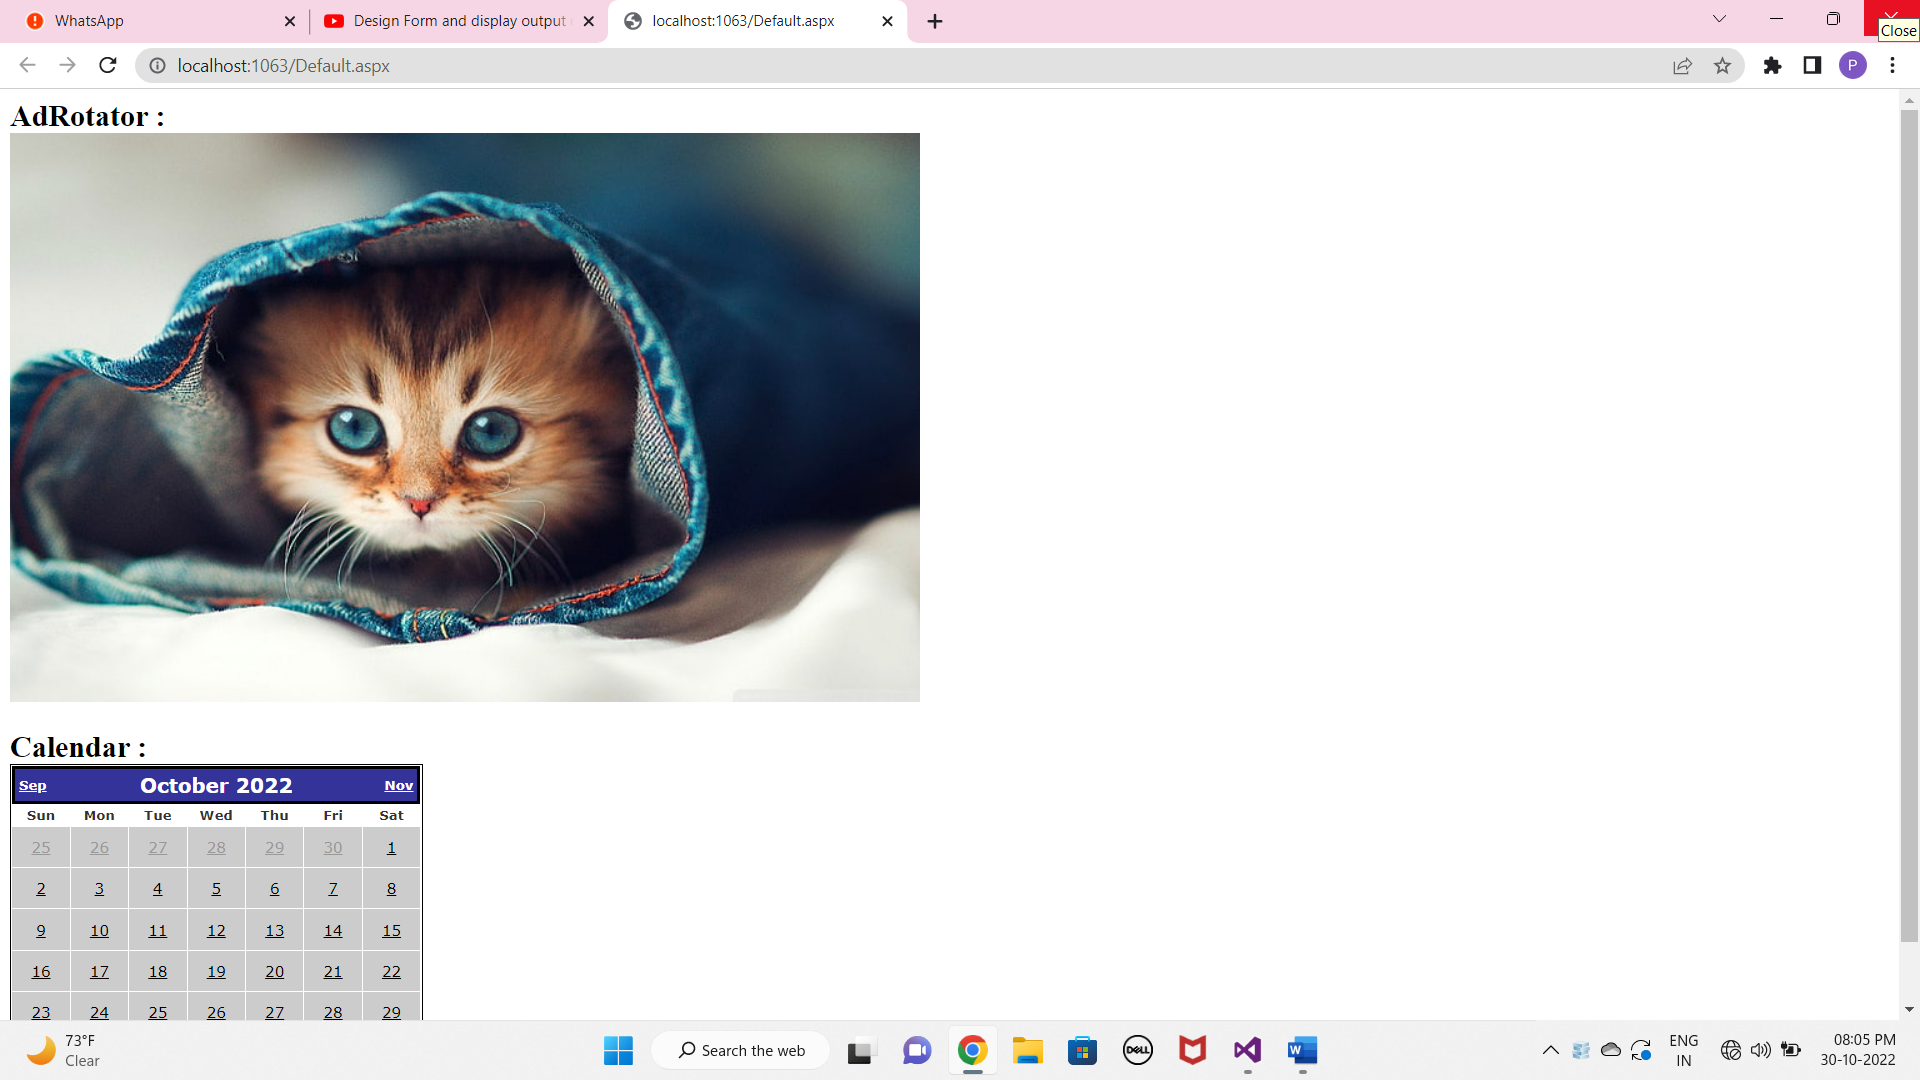 WhatsApp
Design Form and display output
localhost:1063/Default.aspx
Close
localhost:1063/Default.aspx
P
AdRotator :
Calendar :
Sep October 2022 Nov
Sun Mon Tue Wed Thu Fri Sat
25 26 27 28 29 30 1
2 3 4 5 6 7 8
9 10 11 12 13 14 15
16 17 18 19 20 21 22
23 24 25 26 27 28 29
73°F
Clear
Search the web
DELL
W
ENG
IN
08:05 PM
30-10-2022